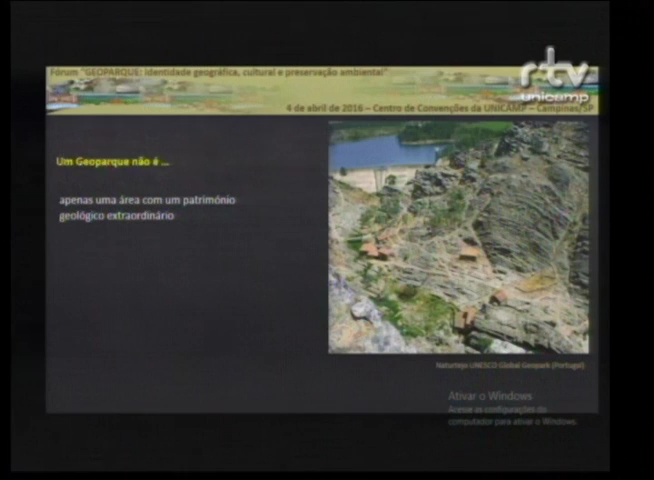 Fórum "GEOPARQUE: Identidade geográfica, cultural e preservação ambiental"
rtv
unicamp
4 de abril de 2016 – Centro de Convenções da UNICAMP – Campinas/SP
Um Geoparque não é ...
apenas uma área com um património
geológico extraordinário
Naturtejo UNESCO Global Geopark (Portugal)
Ativar o Windows
Acesse as configurações do
computador para ativar o Windows.